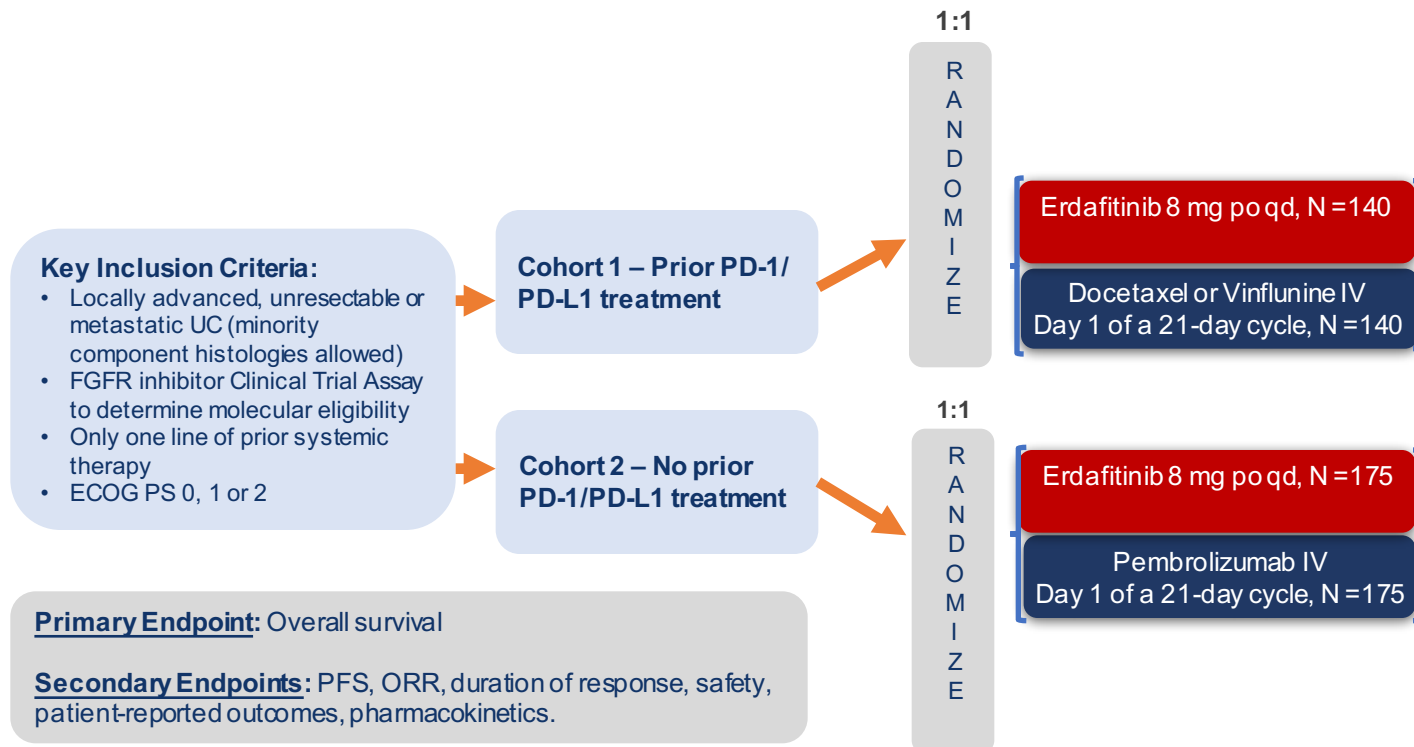 Key Inclusion Criteria:
• Locally advanced, unresectable or
metastatic UC (minority
component histologies allowed)
• FGFR inhibitor Clinical Trial Assay
to determine molecular eligibility
• Only one line of prior systemic
therapy
• ECOG PS 0, 1 or 2
Cohort 1 – Prior PD-1/
PD-L1 treatment
1:1
R
A
N
D
O
M
I
Z
E
Erdafitinib 8 mg po qd, N =140
Docetaxel or Vinflunine IV
Day 1 of a 21-day cycle, N =140
Cohort 2 – No prior
PD-1/PD-L1 treatment
1:1
R
A
N
D
O
M
I
Z
E
Erdafitinib 8 mg po qd, N =175
Pembrolizumab IV
Day 1 of a 21-day cycle, N =175
Primary Endpoint: Overall survival
Secondary Endpoints: PFS, ORR, duration of response, safety,
patient-reported outcomes, pharmacokinetics.